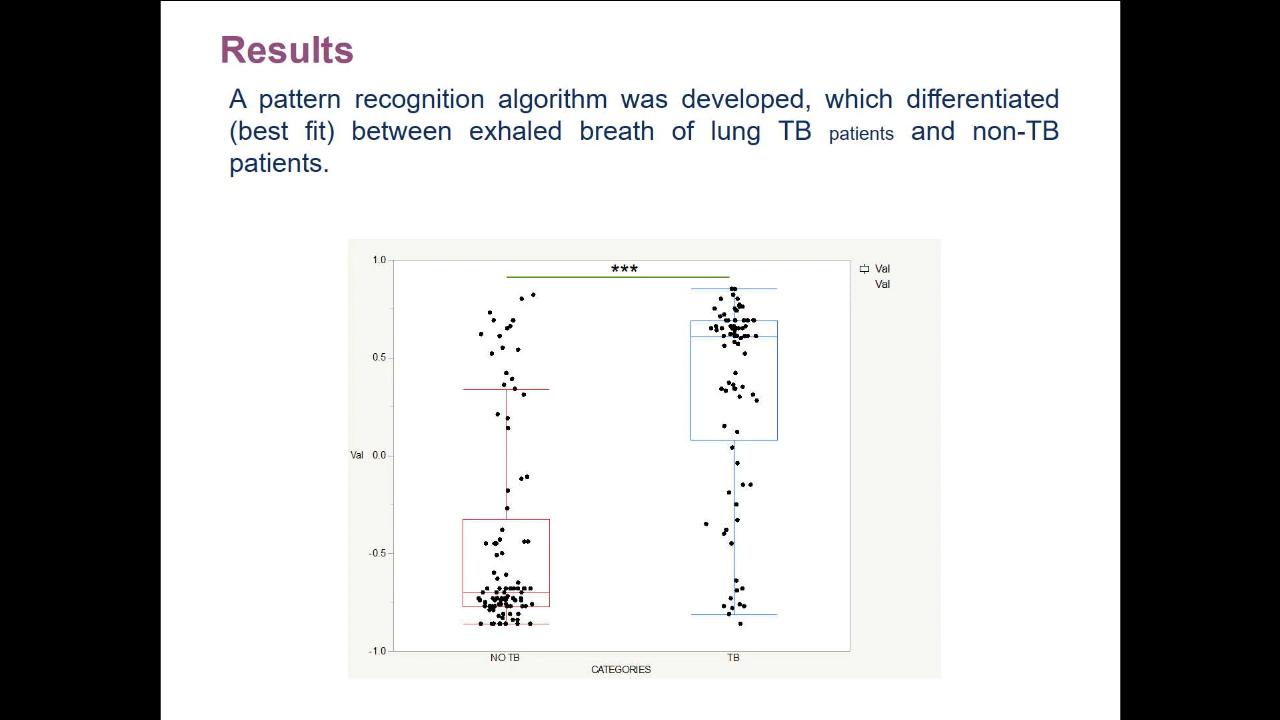 Results
A pattern recognition algorithm was developed, which differentiated
(best fit) between exhaled breath of lung TB patients and non-TB
patients.
***
1.0
0.5
Val
0.0
-0.5
-1.0
NO TB
TB
CATEGORIES
Val
Val